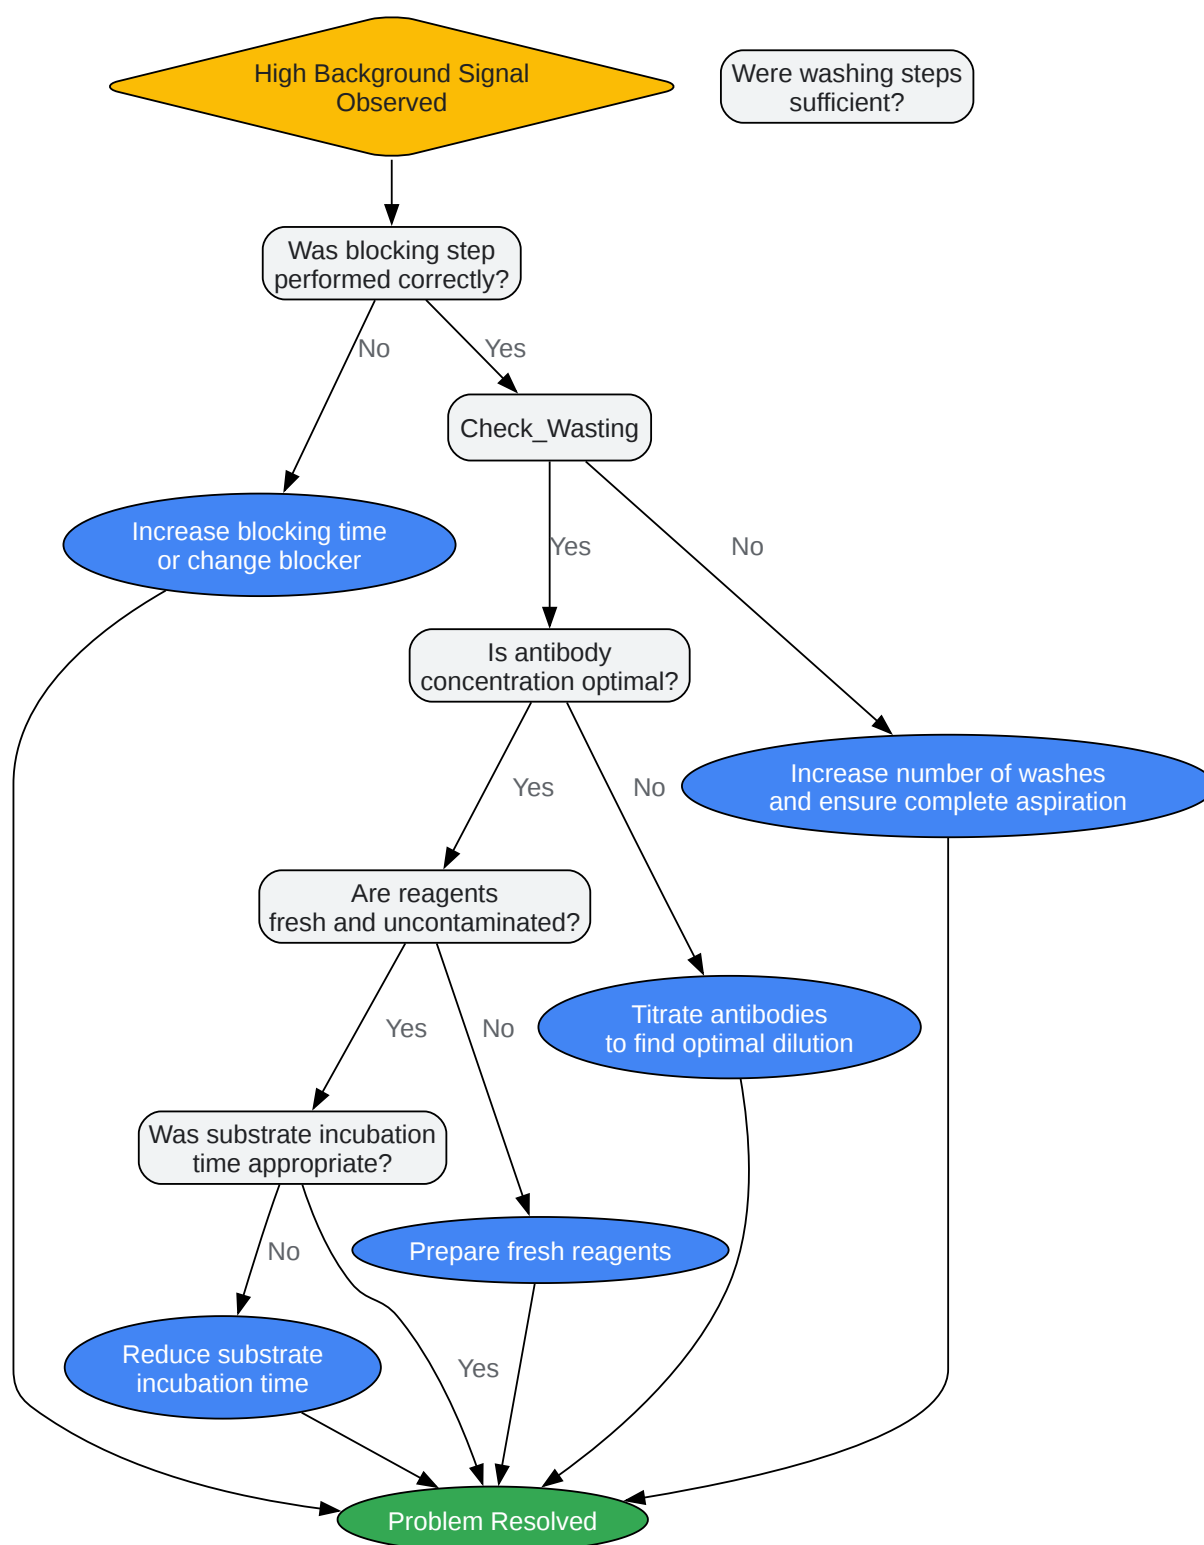 High Background Signal
Observed
Were washing steps
sufficient?
Was blocking step
performed correctly?
No
Yes
Check_Wasting
Increase blocking time
or change blocker
Yes
No
Is antibody
concentration optimal?
Yes
No
Increase number of washes
and ensure complete aspiration
Are reagents
fresh and uncontaminated?
Yes
No
Titrate antibodies
to find optimal dilution
Was substrate incubation
time appropriate?
No
Prepare fresh reagents
Reduce substrate
incubation time
Yes
Problem Resolved